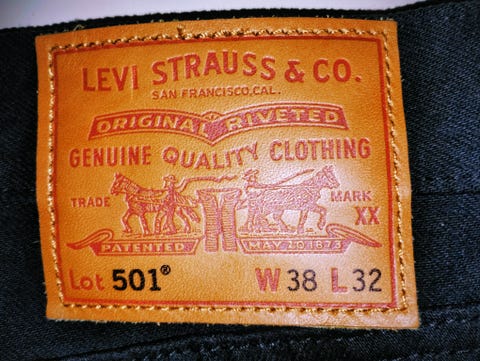 LEVI STRAUSS & CO.
SAN FRANCISCO, CAL.
ORIGINAL RIVETED
GENUINE QUALITY CLOTHING
TRADE MARK
XX
PATENTED MAY 20 1873
Lot 501® W 38 L 32